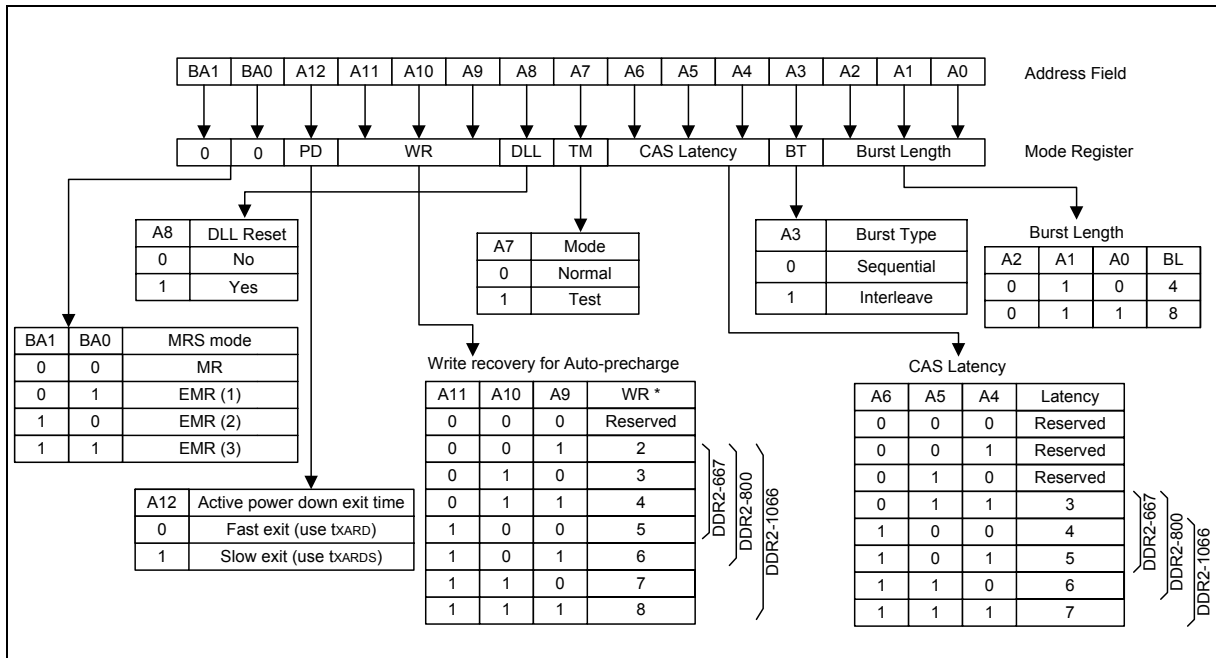 BA1 BA0 A12 A11 A10 A9 A8 A7 A6 A5 A4 A3 A2 A1 A0 Address Field
0 0 PD WR DLL TM CAS Latency BT Burst Length Mode Register
A8 DLL Reset
0 No
1 Yes
A7 Mode
0 Normal
1 Test
A3 Burst Type
0 Sequential
1 Interleave
Burst Length
A2 A1 A0 BL
0 1 0 4
0 1 1 8
BA1 BA0 MRS mode
0 0 MR
0 1 EMR (1)
1 0 EMR (2)
1 1 EMR (3)
A12 Active power down exit time
0 Fast exit (use tXARD)
1 Slow exit (use tXARDS)
Write recovery for Auto-precharge
A11 A10 A9 WR *
0 0 0 Reserved
0 0 1 2
0 1 0 3
0 1 1 4
1 0 0 5
1 0 1 6
1 1 0 7
1 1 1 8
DDR2-667
DDR2-800
DDR2-1066
CAS Latency
A6 A5 A4 Latency
0 0 0 Reserved
0 0 1 Reserved
0 1 0 Reserved
0 1 1 3
1 0 0 4
1 0 1 5
1 1 0 6
1 1 1 7
DDR2-667
DDR2-800
DDR2-1066